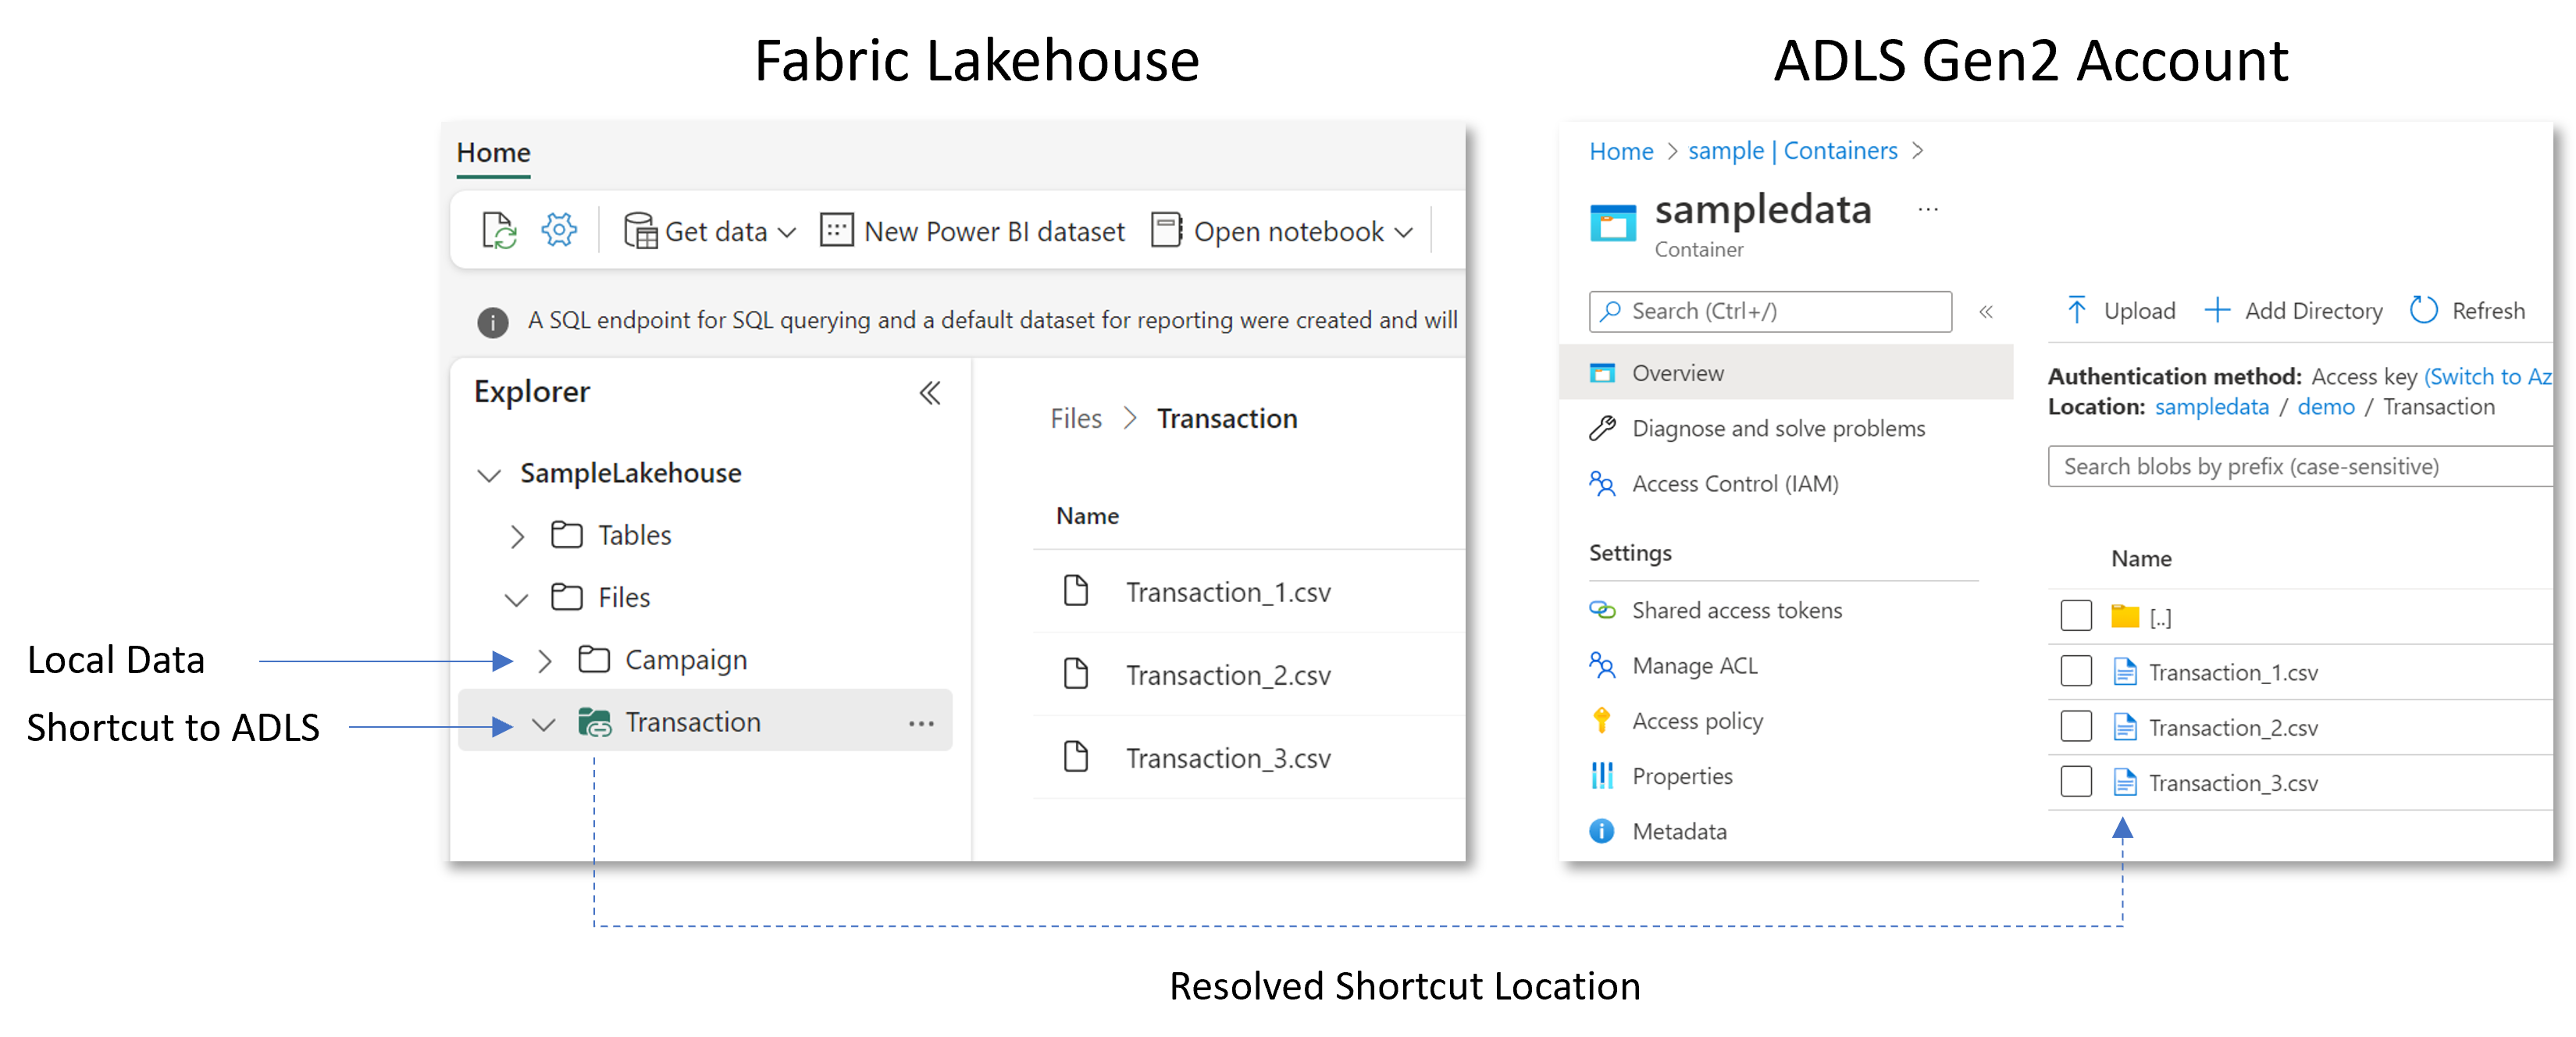 Fabric Lakehouse
ADLS Gen2 Account
Home
Get data
New Power BI dataset
Open notebook
A SQL endpoint for SQL querying and a default dataset for reporting were created and will
Explorer
SampleLakehouse
Tables
Files
Campaign
Transaction
Files > Transaction
Name
Transaction_1.csv
Transaction_2.csv
Transaction_3.csv
Local Data
Shortcut to ADLS
Home > sample | Containers >
sampledata
Container
Search (Ctrl+/)
Overview
Diagnose and solve problems
Access Control (IAM)
Settings
Shared access tokens
Manage ACL
Access policy
Properties
Metadata
Upload
Add Directory
Refresh
Authentication method: Access key (Switch to Az
Location: sampledata / demo / Transaction
Search blobs by prefix (case-sensitive)
Name
[..]
Transaction_1.csv
Transaction_2.csv
Transaction_3.csv
Resolved Shortcut Location